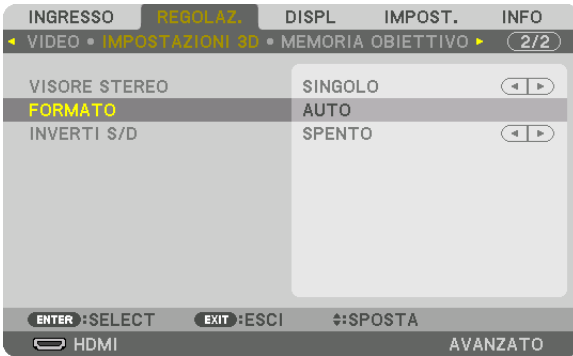 INGRESSO REGOLAZ. DISPL IMPOST. INFO
VIDEO • IMPOSTAZIONI 3D • MEMORIA OBIETTIVO 2/2
VISORE STEREO SINGOLO
FORMATO AUTO
INVERTI S/D SPENTO
ENTER :SELECT EXIT :ESCI :SPOSTA
HDMI AVANZATO